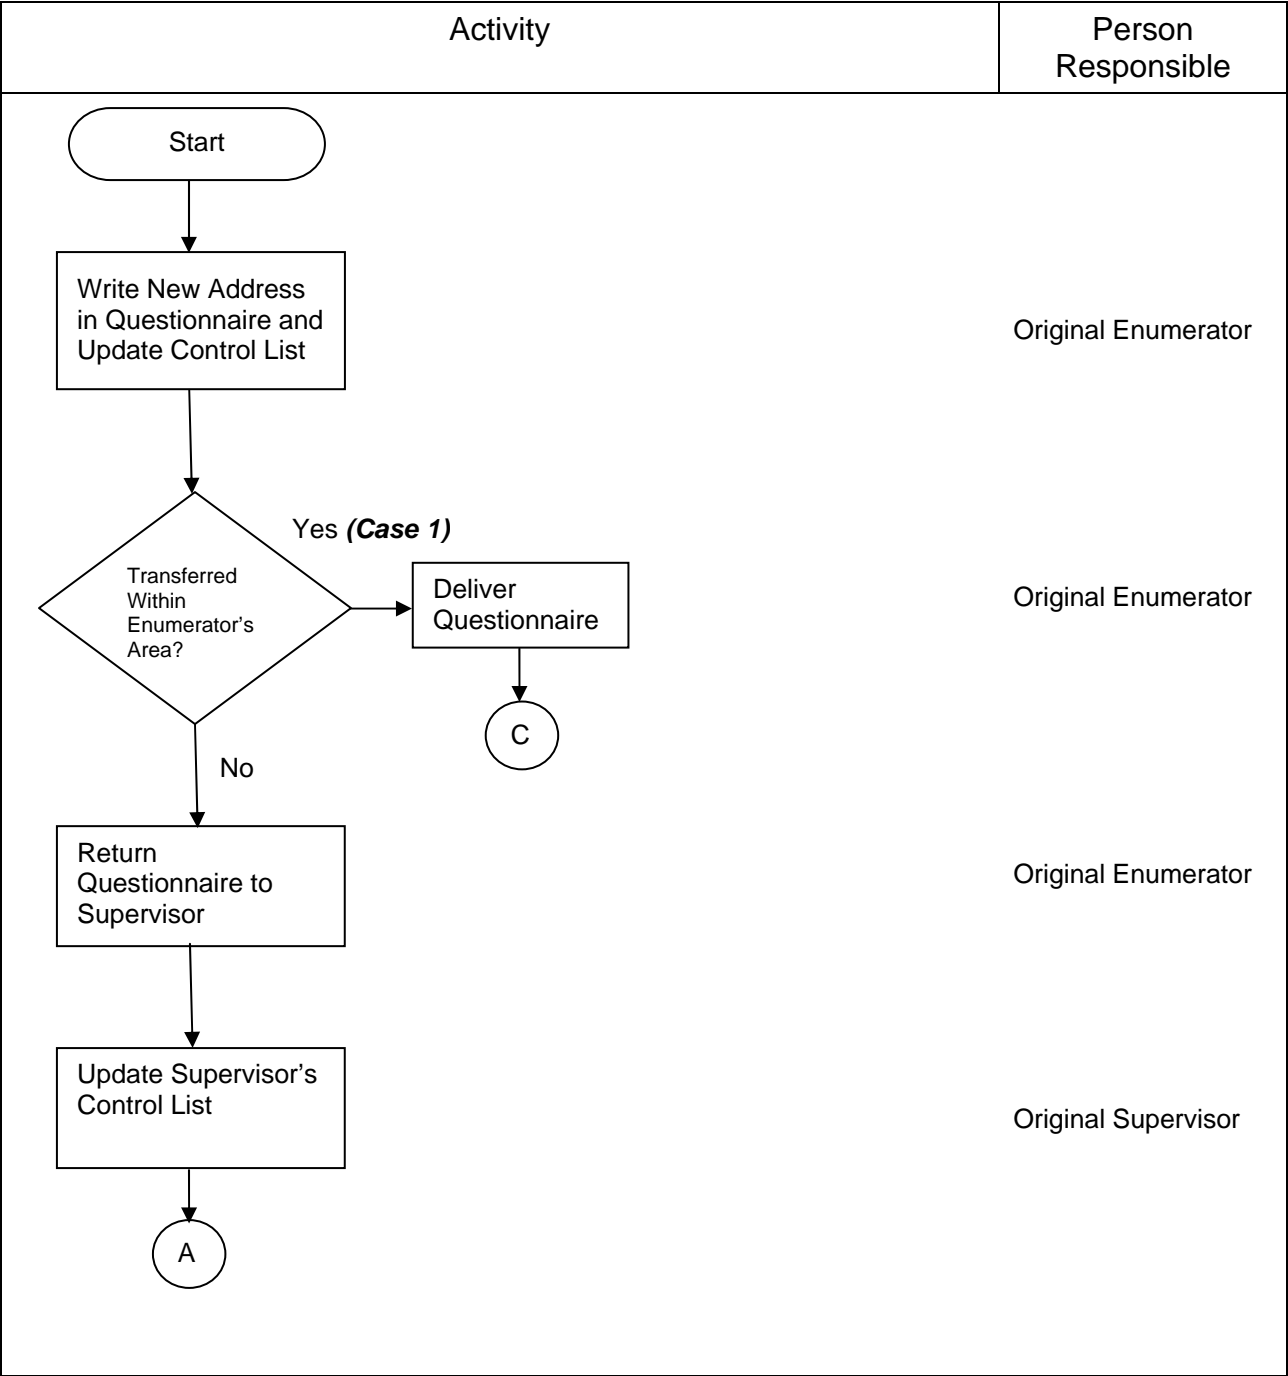 Activity
Person
Responsible
Start
Write New Address
in Questionnaire and
Update Control List
Original Enumerator
Yes (Case 1)
Transferred
Within
Enumerator’s
Area?
Deliver
Questionnaire
Original Enumerator
C
No
Return
Questionnaire to
Supervisor
Original Enumerator
Update Supervisor’s
Control List
Original Supervisor
A